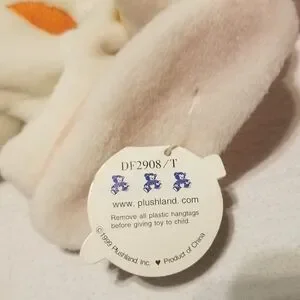 DF2908/T
www.plushland.com
Remove all plastic hangtags
before giving toy to child.
©1999 Plushland, Inc. ♥ Product of China